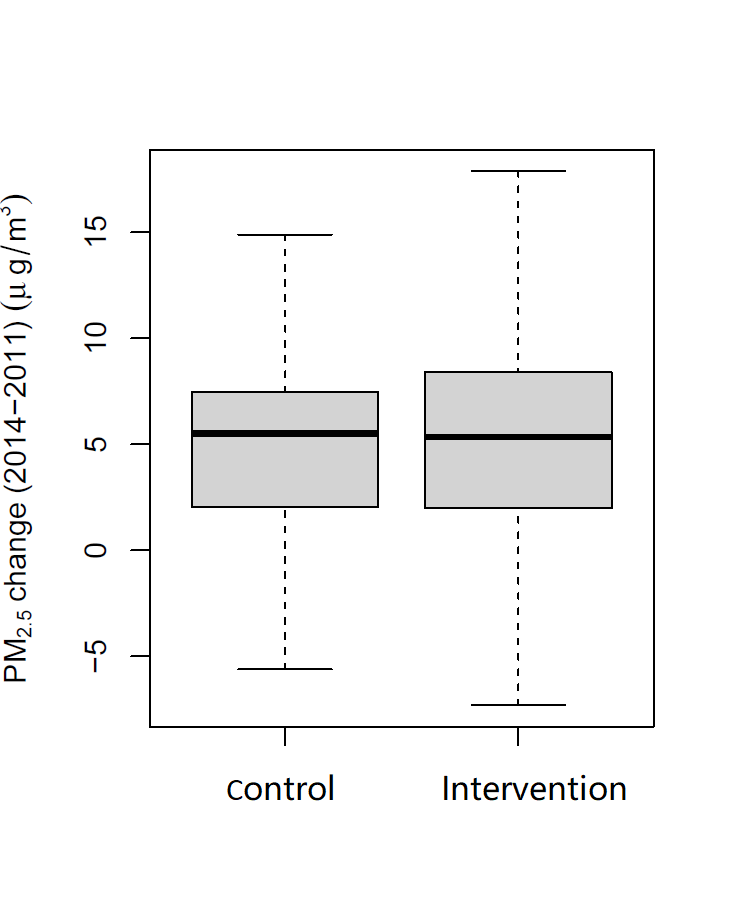 PM2.5 change (2014−2011) (μg/m³)
15
10
5
0
−5
Control
Intervention